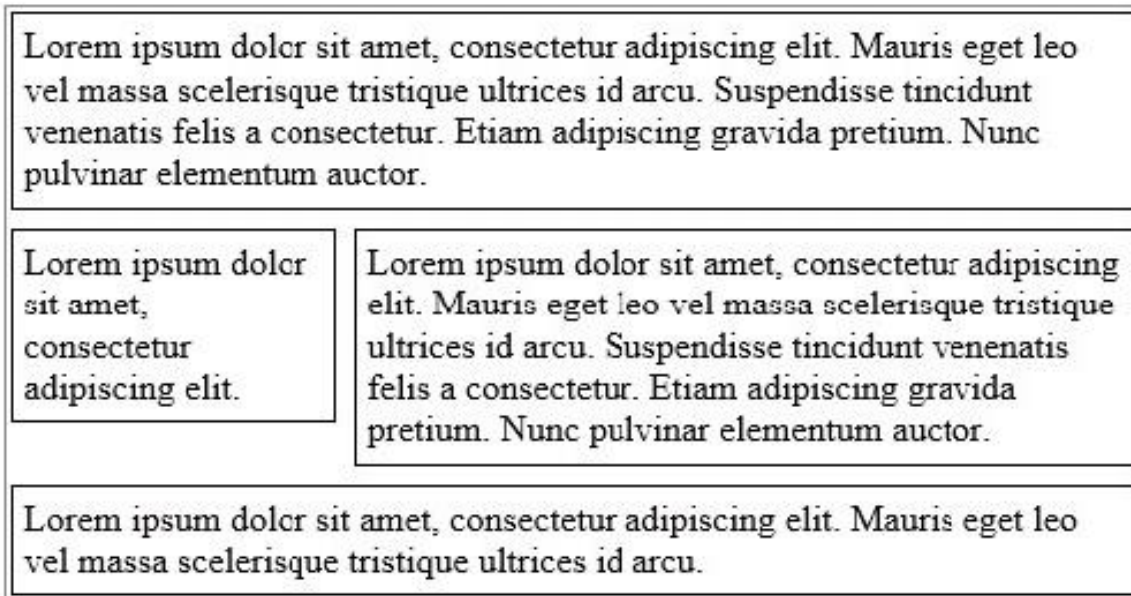 Lorem ipsum dolor sit amet, consectetur adipiscing elit. Mauris eget leo
vel massa scelerisque tristique ultrices id arcu. Suspendisse tincidunt
venenatis felis a consectetur. Etiam adipiscing gravida pretium. Nunc
pulvinar elementum auctor.
Lorem ipsum dolor
sit amet,
consectetur
adipiscing elit.
Lorem ipsum dolor sit amet, consectetur adipiscing
elit. Mauris eget leo vel massa scelerisque tristique
ultrices id arcu. Suspendisse tincidunt venenatis
felis a consectetur. Etiam adipiscing gravida
pretium. Nunc pulvinar elementum auctor.
Lorem ipsum dolor sit amet, consectetur adipiscing elit. Mauris eget leo
vel massa scelerisque tristique ultrices id arcu.